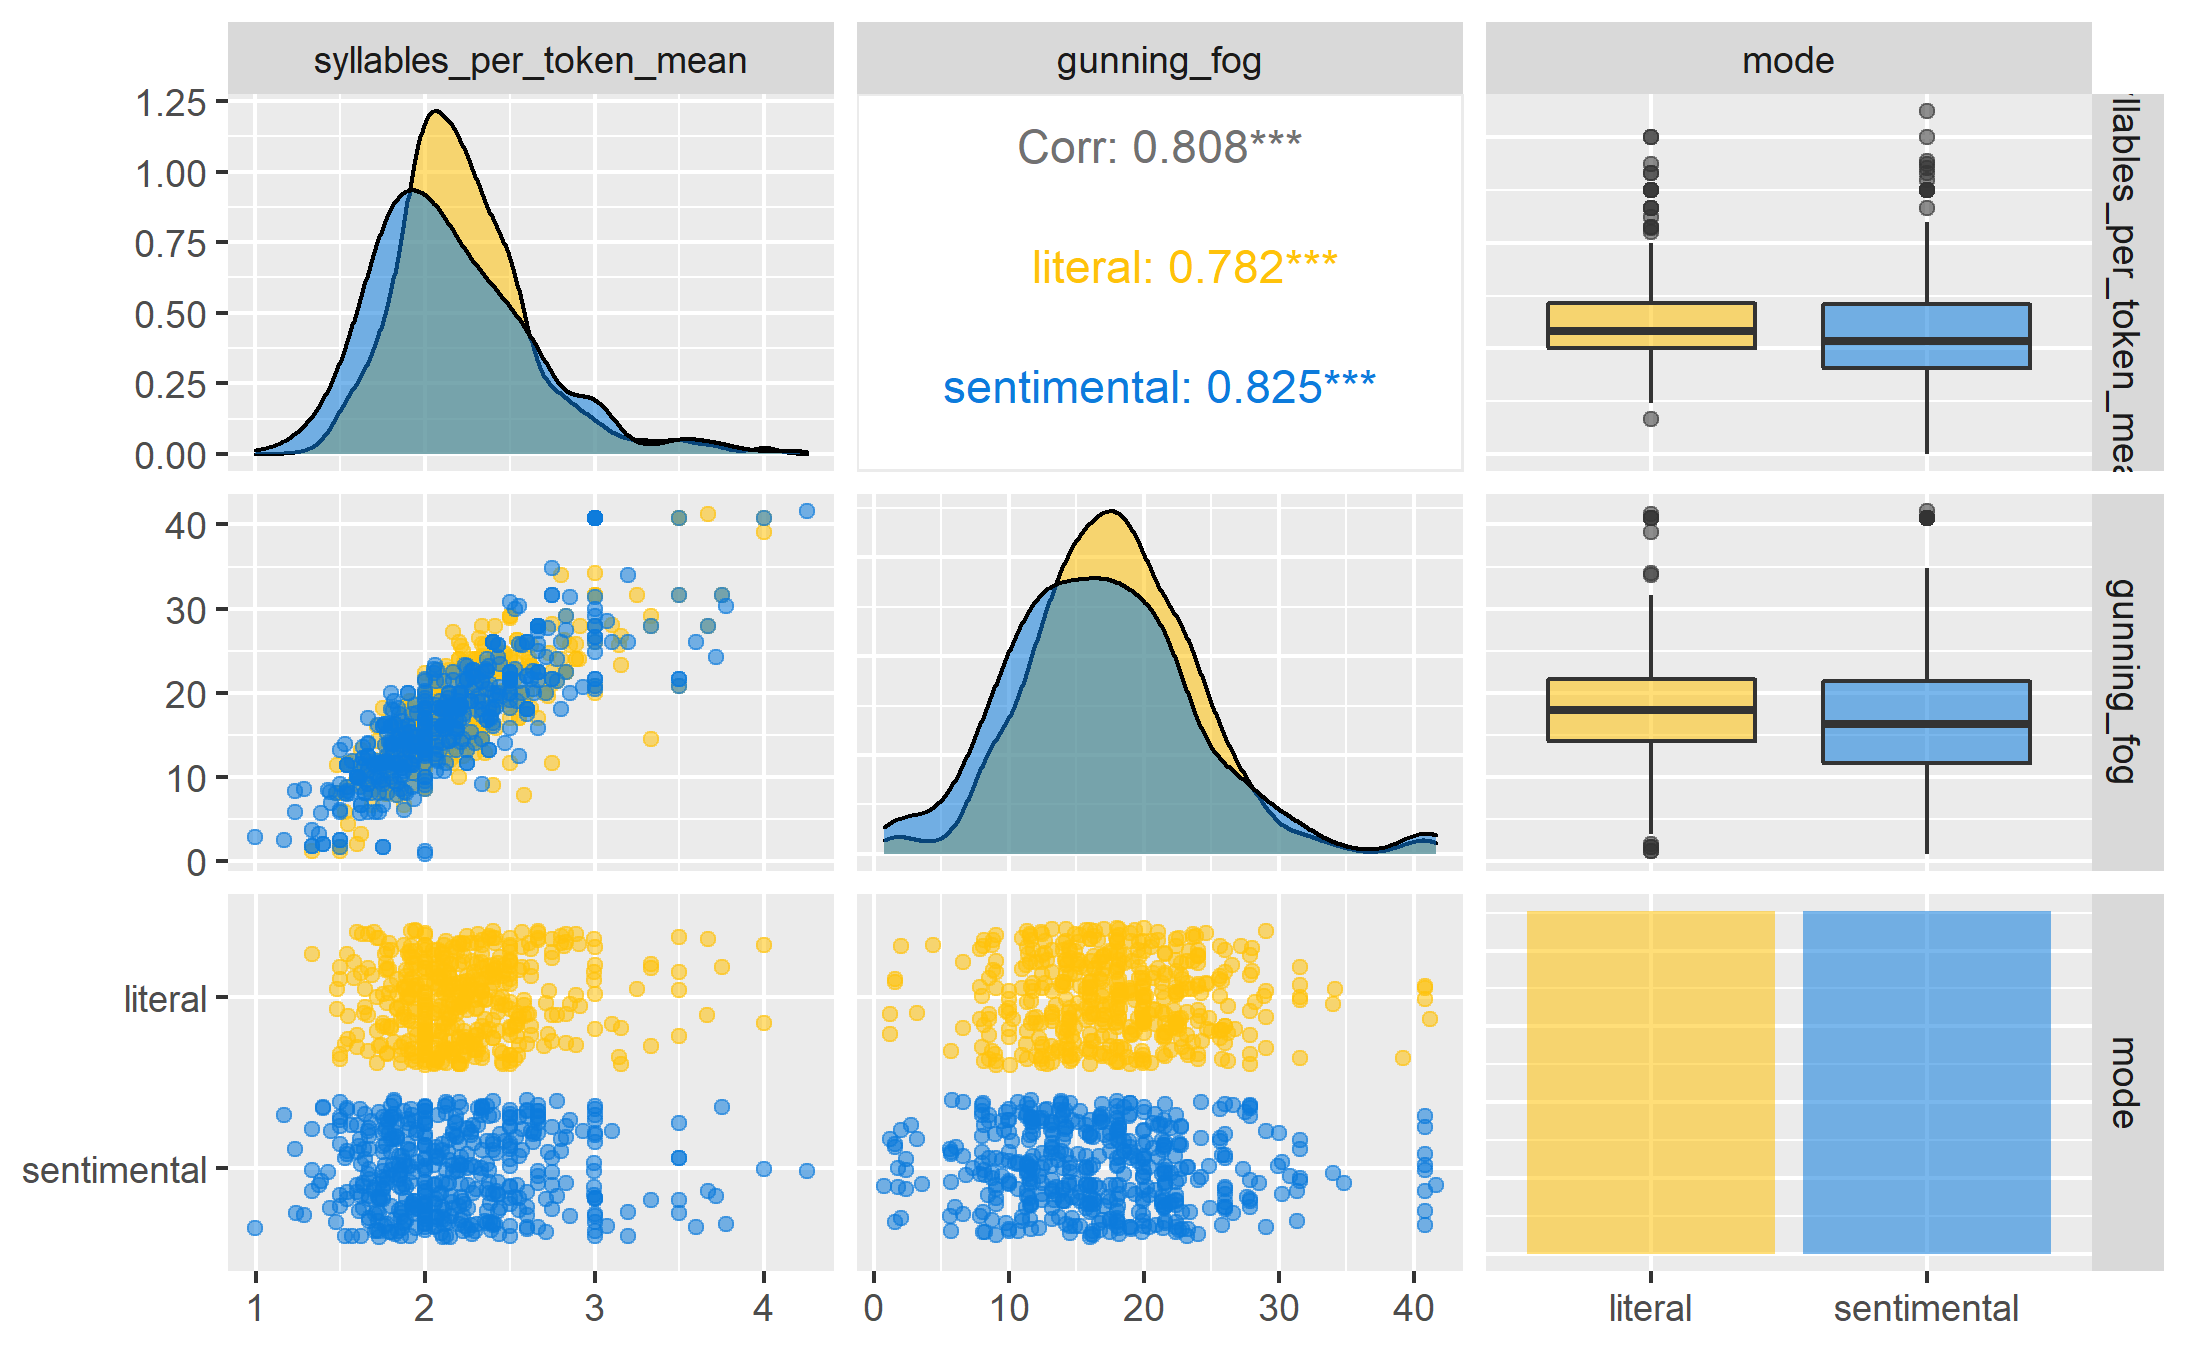 syllables_per_token_mean
gunning_fog
mode
1.25
1.00
0.75
0.50
0.25
0.00
Corr: 0.808***
literal: 0.782***
sentimental: 0.825***
yllables_per_token_mea
40
30
20
10
0
gunning_fog
literal
sentimental
mode
1 2 3 4
0 10 20 30 40
literal sentimental